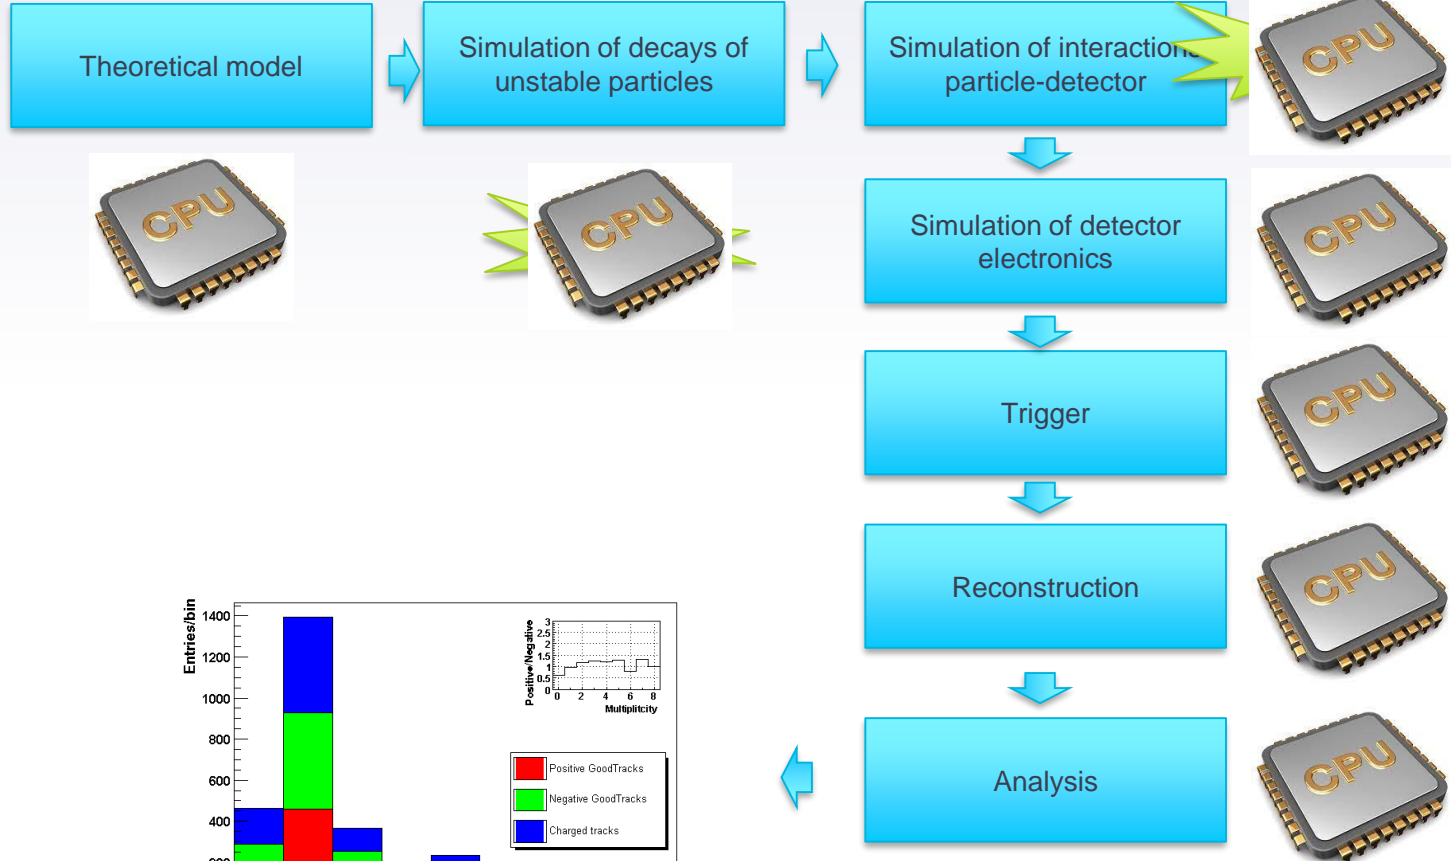 Theoretical model
Simulation of decays of
unstable particles
Simulation of interactions
particle-detector
CPU
CPU
CPU
Simulation of detector
electronics
CPU
Trigger
CPU
Reconstruction
CPU
Analysis
CPU
Entries/bin
1400
1200
1000
800
600
400
Positive/Negative
3
2.5
2
1.5
1
0.5
0
0 2 4 6 8
Multiplitcity
Positive GoodTracks
Negative GoodTracks
Charged tracks